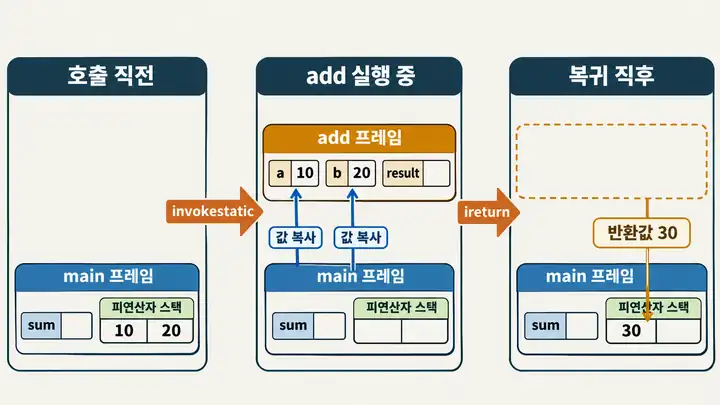 호출 직전
main 프레임
sum
피연산자 스택
10 20
invokestatic
add 실행 중
add 프레임
a 10 b 20 result
값 복사 값 복사
main 프레임
sum
피연산자 스택
ireturn
복귀 직후
반환값 30
main 프레임
sum
피연산자 스택
30